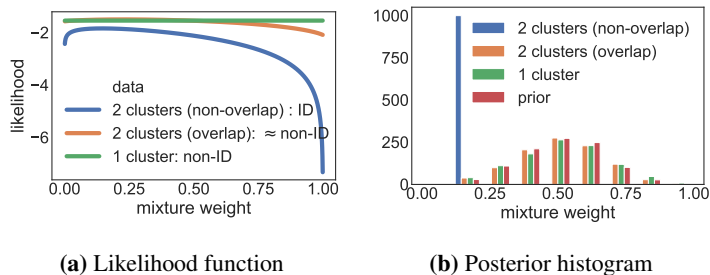 −2
−4
−6
likelihood
data
2 clusters (non-overlap) : ID
2 clusters (overlap): ≈ non-ID
1 cluster: non-ID
0.00 0.25 0.50 0.75 1.00
mixture weight
(a) Likelihood function
1000
750
500
250
0
2 clusters (non-overlap)
2 clusters (overlap)
1 cluster
prior
0.00 0.25 0.50 0.75 1.00
mixture weight
(b) Posterior histogram